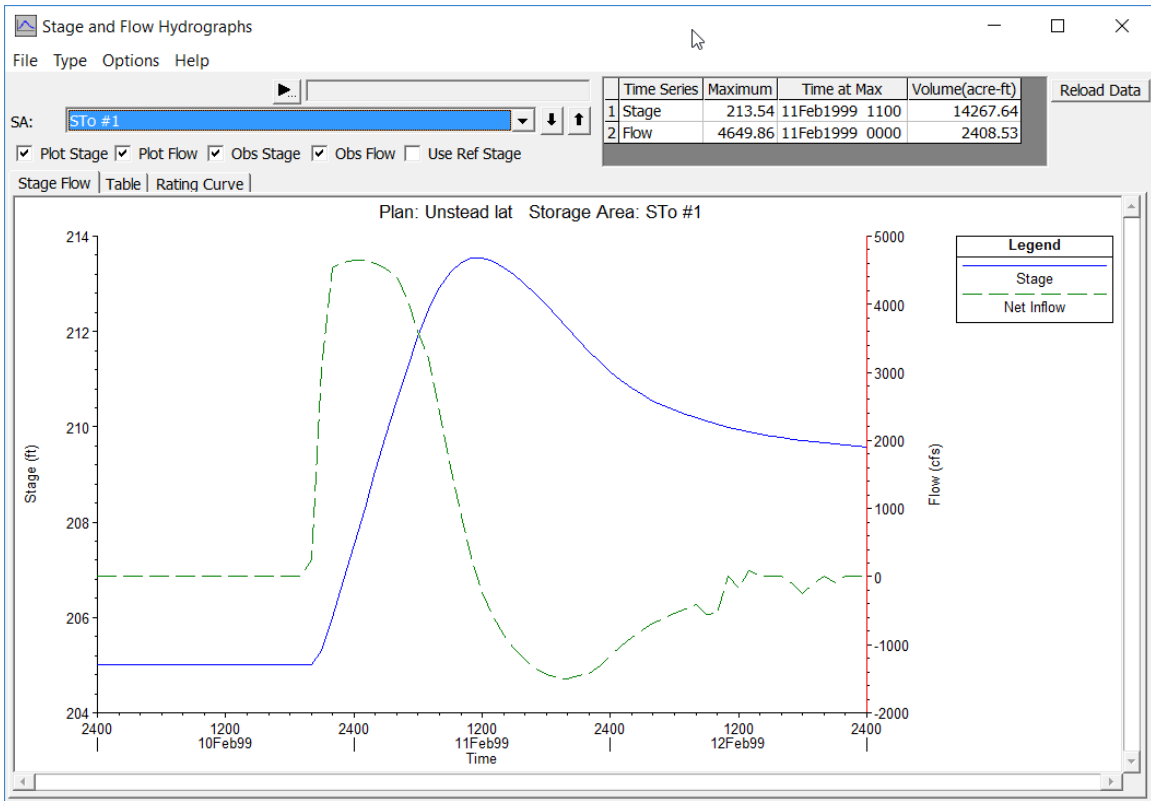 Stage and Flow Hydrographs
File Type Options Help
Time Series Maximum Time at Max Volume(acre-ft)
1 Stage 213.54 11Feb1999 1100 14267.64
2 Flow 4649.86 11Feb1999 0000 2408.53
Reload Data
SA: STo #1
Plot Stage Plot Flow Obs Stage Obs Flow Use Ref Stage
Stage Flow Table Rating Curve
Plan: Unstead lat Storage Area: STo #1
214
212
210
208
206
204
Stage (ft)
5000
4000
3000
2000
1000
0
-1000
-2000
Flow (cfs)
Legend
Stage
Net Inflow
2400 1200 2400 1200 2400 1200 2400
10Feb99 11Feb99 12Feb99
Time